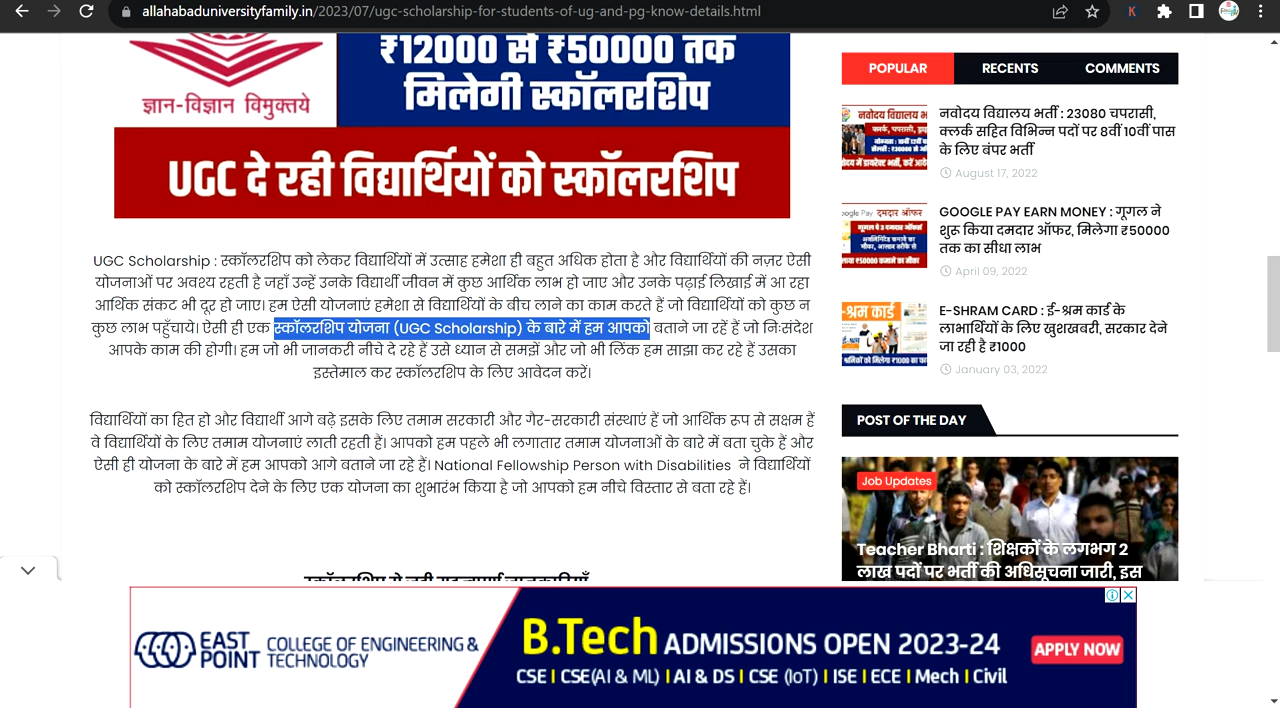 allahabaduniversityfamily.in/2023/07/ugc-scholarship-for-students-of-ug-and-pg-know-details.html
K
₹12000 से ₹50000 तक
मिलेगी स्कॉलरशिप
ज्ञान-विज्ञान विमुक्तये
UGC दे रही विद्यार्थियों को स्कॉलरशिप
UGC Scholarship : स्कॉलरशिप को लेकर विद्यार्थियों में उत्साह हमेशा ही बहुत अधिक होता है और विद्यार्थियों की नज़र ऐसी
योजनाओं पर अवश्य रहती है जहाँ उन्हें उनके विद्यार्थी जीवन में कुछ आर्थिक लाभ हो जाए और उनके पढ़ाई लिखाई में आ रहा
आर्थिक संकट भी दूर हो जाए। हम ऐसी योजनाएं हमेशा से विद्यार्थियों के बीच लाने का काम करते हैं जो विद्यार्थियों को कुछ न
कुछ लाभ पहुँचाये। ऐसी ही एक स्कॉलरशिप योजना (UGC Scholarship) के बारे में हम आपको बताने जा रहें हैं जो निःसंदेश
आपके काम की होगी। हम जो भी जानकरी नीचे दे रहे हैं उसे ध्यान से समझें और जो भी लिंक हम साझा कर रहे हैं उसका
इस्तेमाल कर स्कॉलरशिप के लिए आवेदन करें।
विद्यार्थियों का हित हो और विद्यार्थी आगे बढ़े इसके लिए तमाम सरकारी और गैर-सरकारी संस्थाएं हैं जो आर्थिक रूप से सक्षम हैं
वे विद्यार्थियों के लिए तमाम योजनाएं लाती रहती हैं। आपको हम पहले भी लगातार तमाम योजनाओं के बारे में बता चुके हैं और
ऐसी ही योजना के बारे में हम आपको आगे बताने जा रहे हैं। National Fellowship Person with Disabilities ने विद्यार्थियों
को स्कॉलरशिप देने के लिए एक योजना का शुभारंभ किया है जो आपको हम नीचे विस्तार से बता रहे हैं।
POPULAR RECENTS COMMENTS
नवोदय विद्यालय भर्ती : 23080 चपरासी,
क्लर्क सहित विभिन्न पदों पर 8वीं 10वीं पास
के लिए बंपर भर्ती
August 17, 2022
GOOGLE PAY EARN MONEY : गूगल ने
शुरू किया दमदार ऑफर, मिलेगा ₹50000
तक का सीधा लाभ
April 09, 2022
E-SHRAM CARD : ई-श्रम कार्ड के
लाभार्थियों के लिए खुशखबरी, सरकार देने
जा रही है ₹1000
January 03, 2022
POST OF THE DAY
Job Updates
Teacher Bharti : शिक्षकों के लगभग 2
लाख पदों पर भर्ती की अधिसूचना जारी, इस
EAST
POINT
COLLEGE OF ENGINEERING &
TECHNOLOGY
B.Tech ADMISSIONS OPEN 2023-24
CSE I CSE(AI & ML) I AI & DS I CSE (IoT) I ISE I ECE I Mech I Civil
APPLY NOW